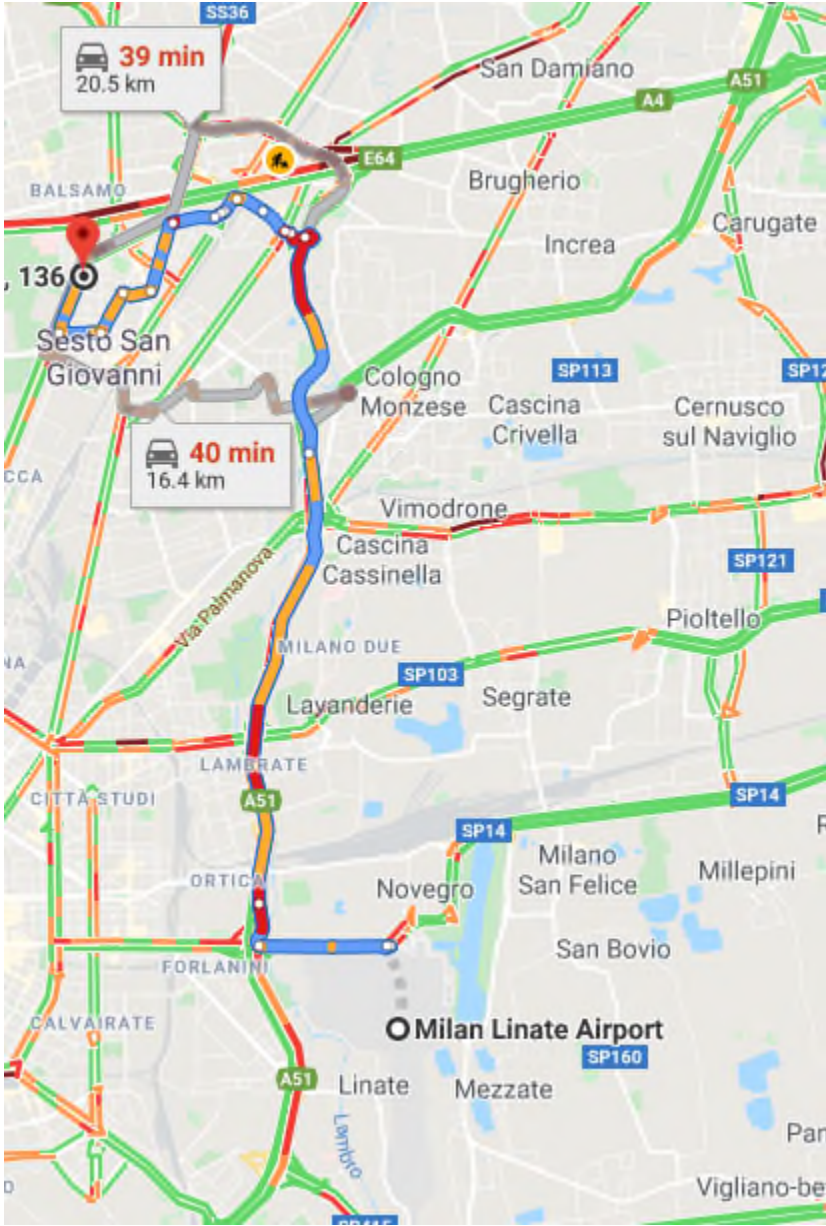 SS36
39 min
20.5 km
San Damiano
A51
A4
E64
BALSAMO
Brugherio
Carugate
Increa
, 136
Sesto San
Giovanni
Cologno
Monzese
SP113
SP12
Cascina
Crivella
Cernusco
sul Naviglio
40 min
16.4 km
CCÀ
Vimodrone
Cascina
Cassinella
SP121
Via Palmanova
Pioltello
MILANO DUE
NA
SP103
Segrate
Lavanderie
LAMBRATE
CITTÀ STUDI
A51
SP14
SP14
R
Milano
San Felice
Millepini
ORTICA
Novegro
FORLANINI
San Bovio
CALVAIRATE
Milan Linate Airport
SP160
A51
Linate
Mezzate
Lambro
Pan
Vigliano-be
O
SP415